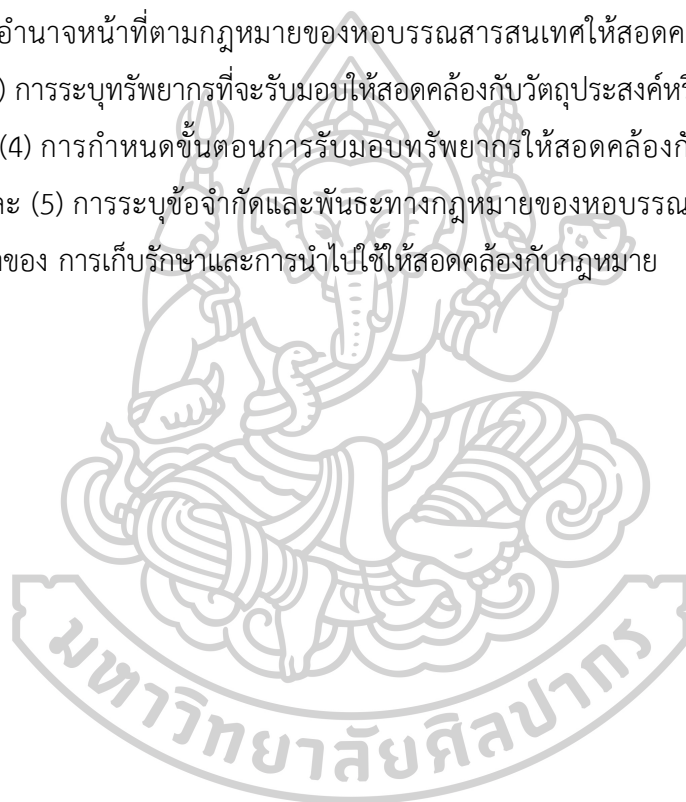 อำนาจหน้าที่ตามกฎหมายของหอบรรณสารสนเทศให้สอดค
) การระบุทรัพยากรที่จะรับมอบให้สอดคล้องกับวัตถุประสงค์หรื
(4) การกำหนดขั้นตอนการรับมอบทรัพยากรให้สอดคล้องกั
ละ (5) การระบุข้อจำกัดและพันธะทางกฎหมายของหอบรรณ
ของ การเก็บรักษาและการนำไปใช้ให้สอดคล้องกับกฎหมาย
มหาวิทยาลัยศิลปากร